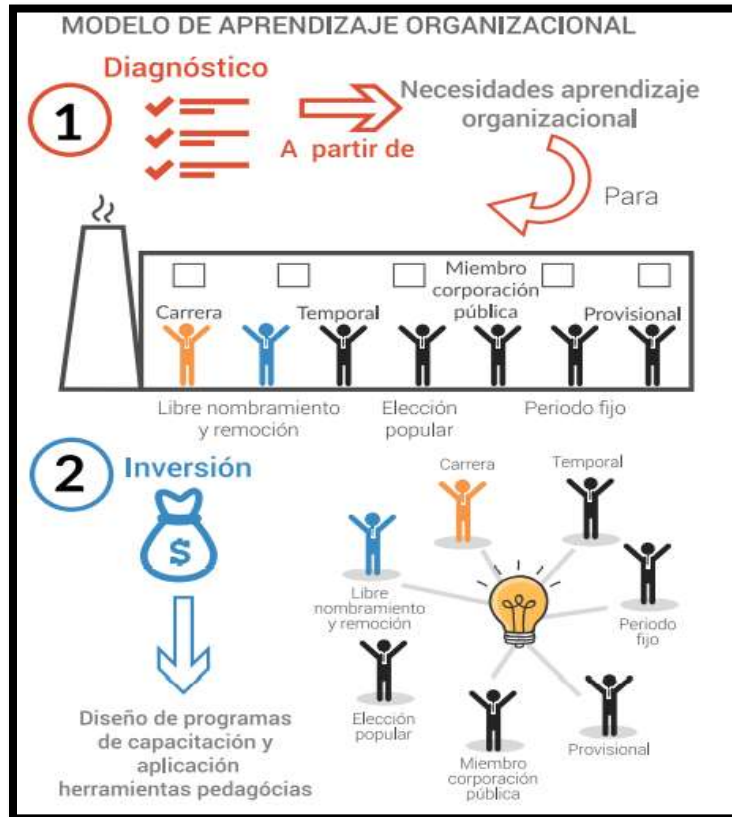 MODELO DE APRENDIZAJE ORGANIZACIONAL
1
Diagnóstico
A partir de
Necesidades aprendizaje
organizacional
Para
Carrera
Temporal
Miembro
corporación
pública
Provisional
Libre nombramiento
y remoción
Elección
popular
Periodo fijo
2
Inversión
$
Diseño de programas
de capacitación y
aplicación
herramientas pedagócias
Carrera
Temporal
Libre
nombramiento
y remoción
Periodo
fijo
Elección
popular
Miembro
corporación
pública
Provisional